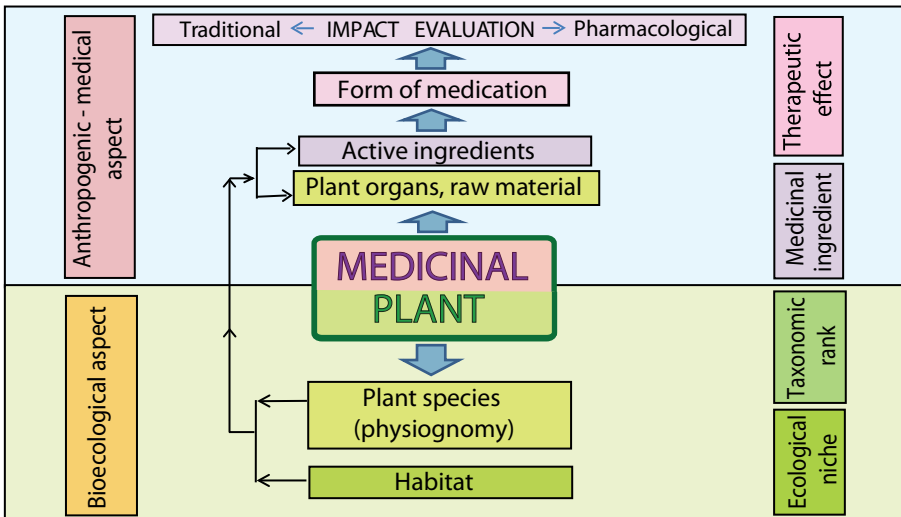 Traditional ← IMPACT EVALUATION → Pharmacological
Form of medication
Active ingredients
Plant organs, raw material
MEDICINAL
PLANT
Plant species
(physiognomy)
Habitat
Anthropogenic - medical
aspect
Bioecological aspect
Therapeutic
effect
Medicinal
ingredient
Taxonomic
rank
Ecological
niche